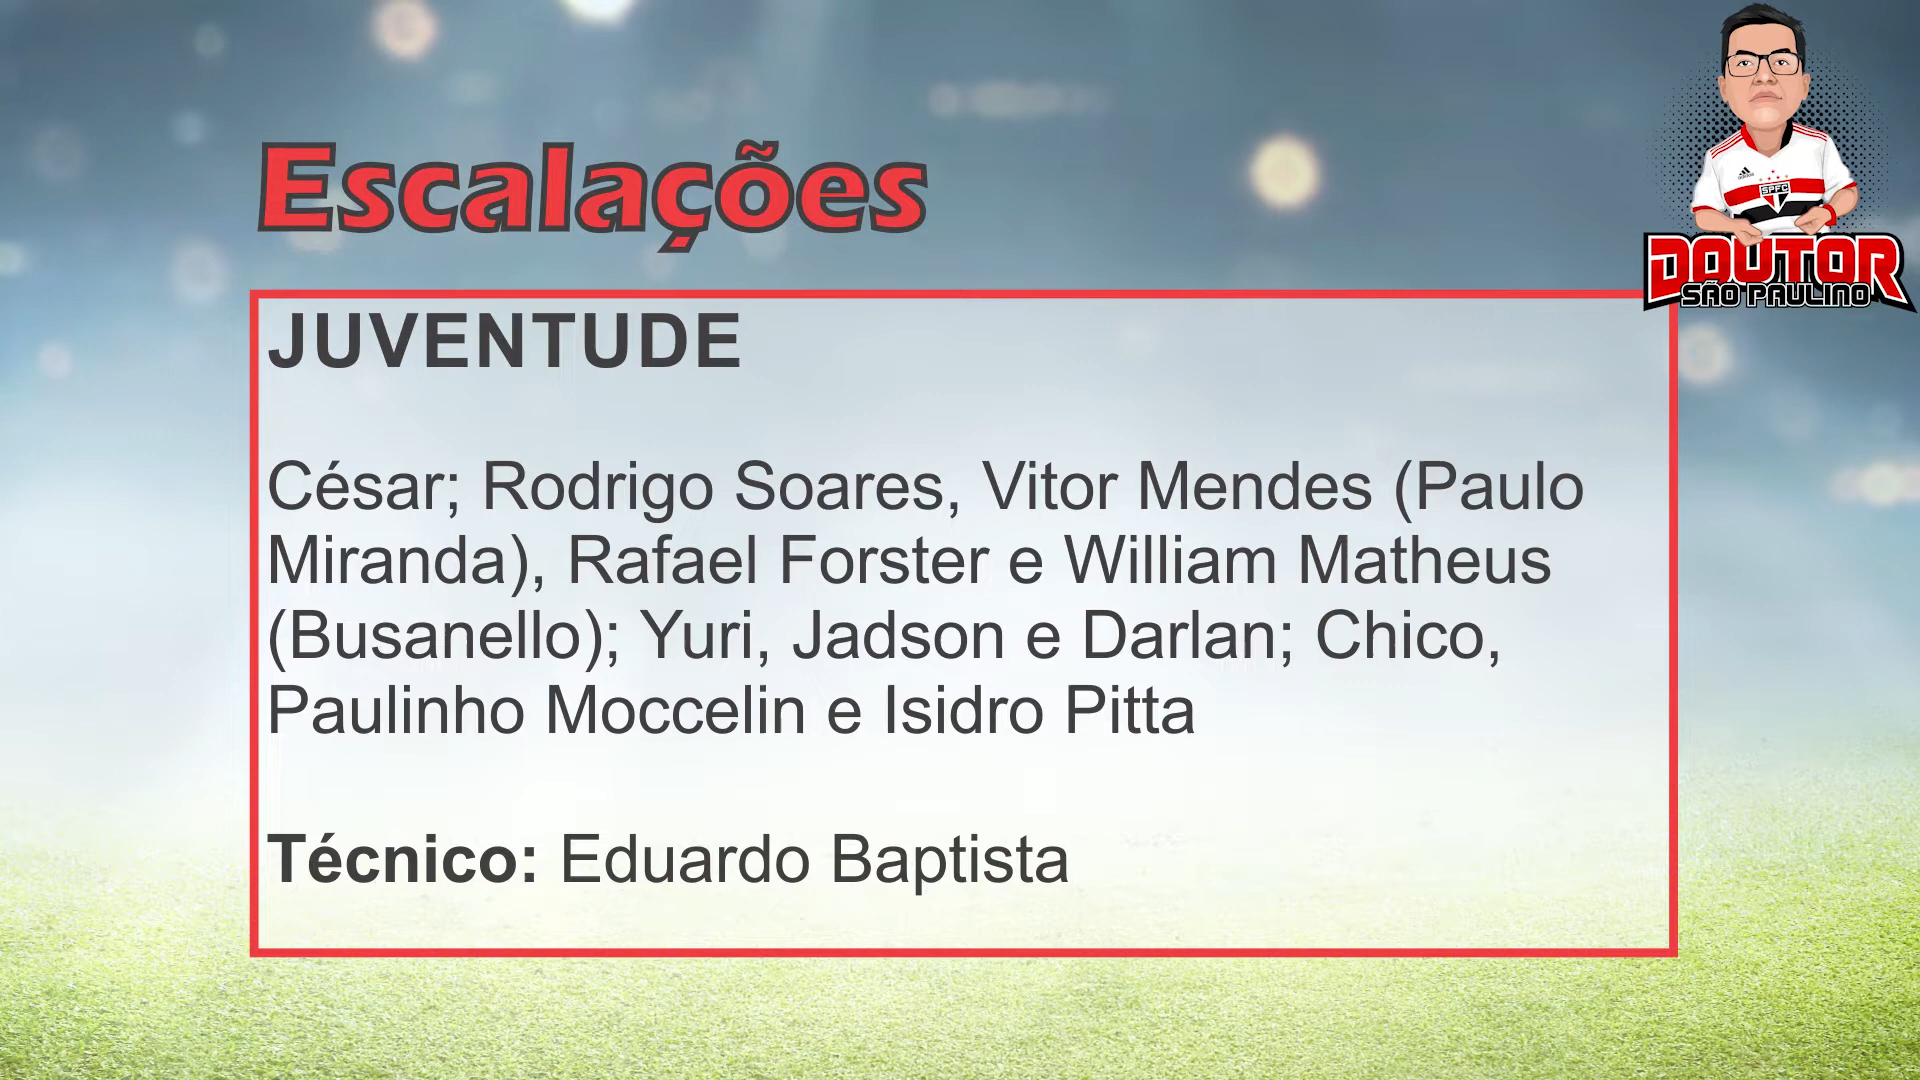 Escalações
DOUTOR
SÃO PAULINO
SPFC
adidas
JUVENTUDE
César; Rodrigo Soares, Vitor Mendes (Paulo
Miranda), Rafael Forster e William Matheus
(Busanello); Yuri, Jadson e Darlan; Chico,
Paulinho Moccelin e Isidro Pitta
Técnico: Eduardo Baptista